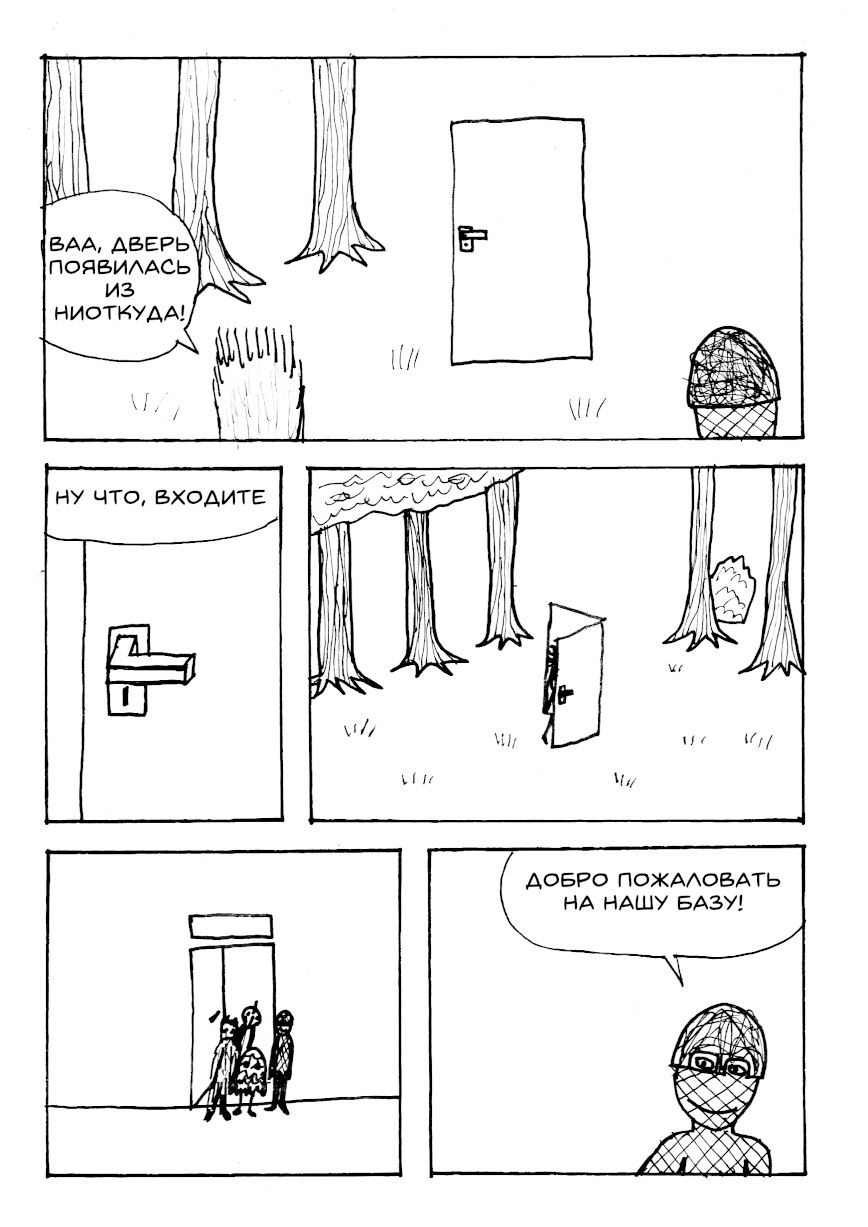 ВАА, ДВЕРЬ
ПОЯВИЛАСЬ
ИЗ
НИОТКУДА!
НУ ЧТО, ВХОДИТЕ
ДОБРО ПОЖАЛОВАТЬ
НА НАШУ БАЗУ!